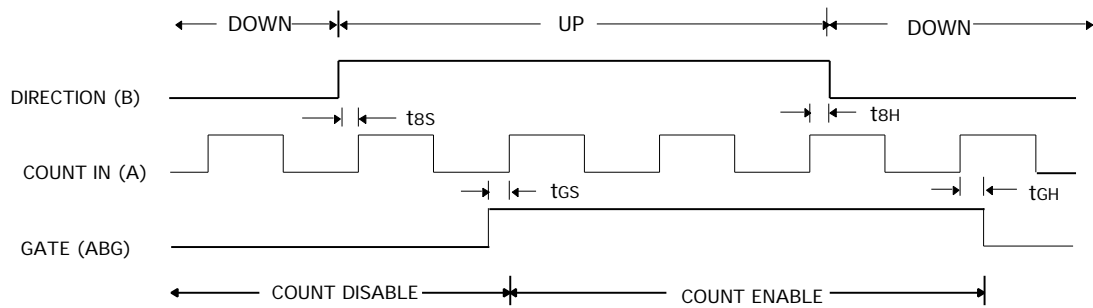 DOWN UP DOWN
DIRECTION (B)
t8S t8H
COUNT IN (A)
tGS tGH
GATE (ABG)
COUNT DISABLE COUNT ENABLE